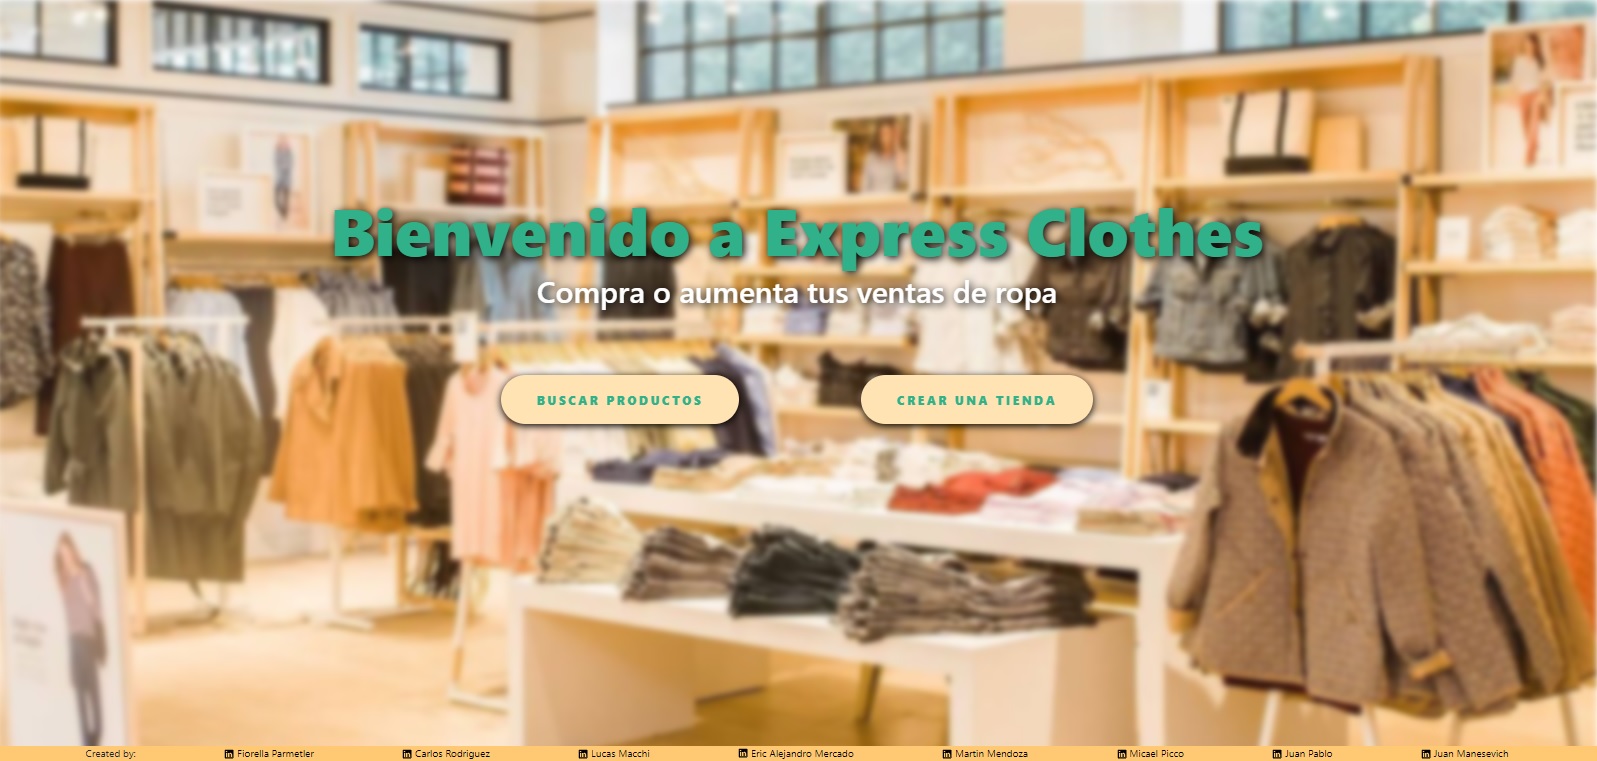 Bienvenido a Express Clothes
Compra o aumenta tus ventas de ropa
BUSCAR PRODUCTOS
CREAR UNA TIENDA
Created by: Fiorella Parmetler Carlos Rodriguez Lucas Macchi Eric Alejandro Mercado Martin Mendoza Micael Picco Juan Pablo Juan Manesevich